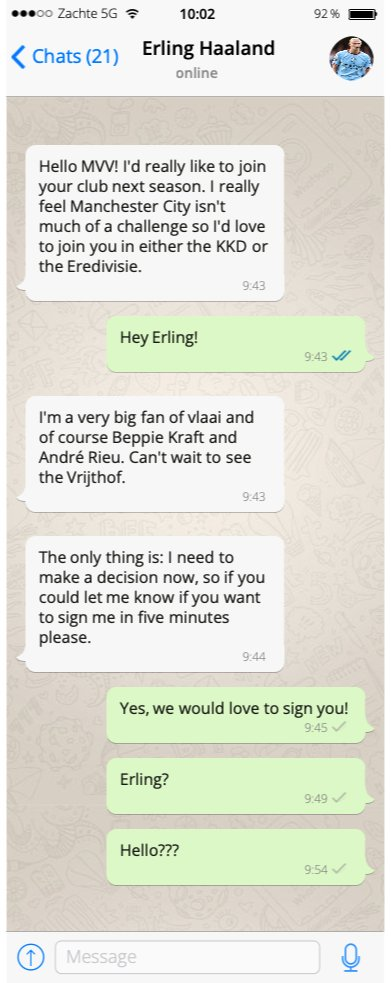 Zachte 5G 10:02 92 %
Chats (21) Erling Haaland
online
Hello MVV! I'd really like to join
your club next season. I really
feel Manchester City isn't
much of a challenge so I'd love
to join you in either the KKD or
the Eredivisie.
9:43
Hey Erling!
9:43
I'm a very big fan of vlaai and
of course Beppie Kraft and
André Rieu. Can't wait to see
the Vrijthof.
9:43
The only thing is: I need to
make a decision now, so if you
could let me know if you want
to sign me in five minutes
please.
9:44
Yes, we would love to sign you!
9:45
Erling?
9:49
Hello???
9:54
Message